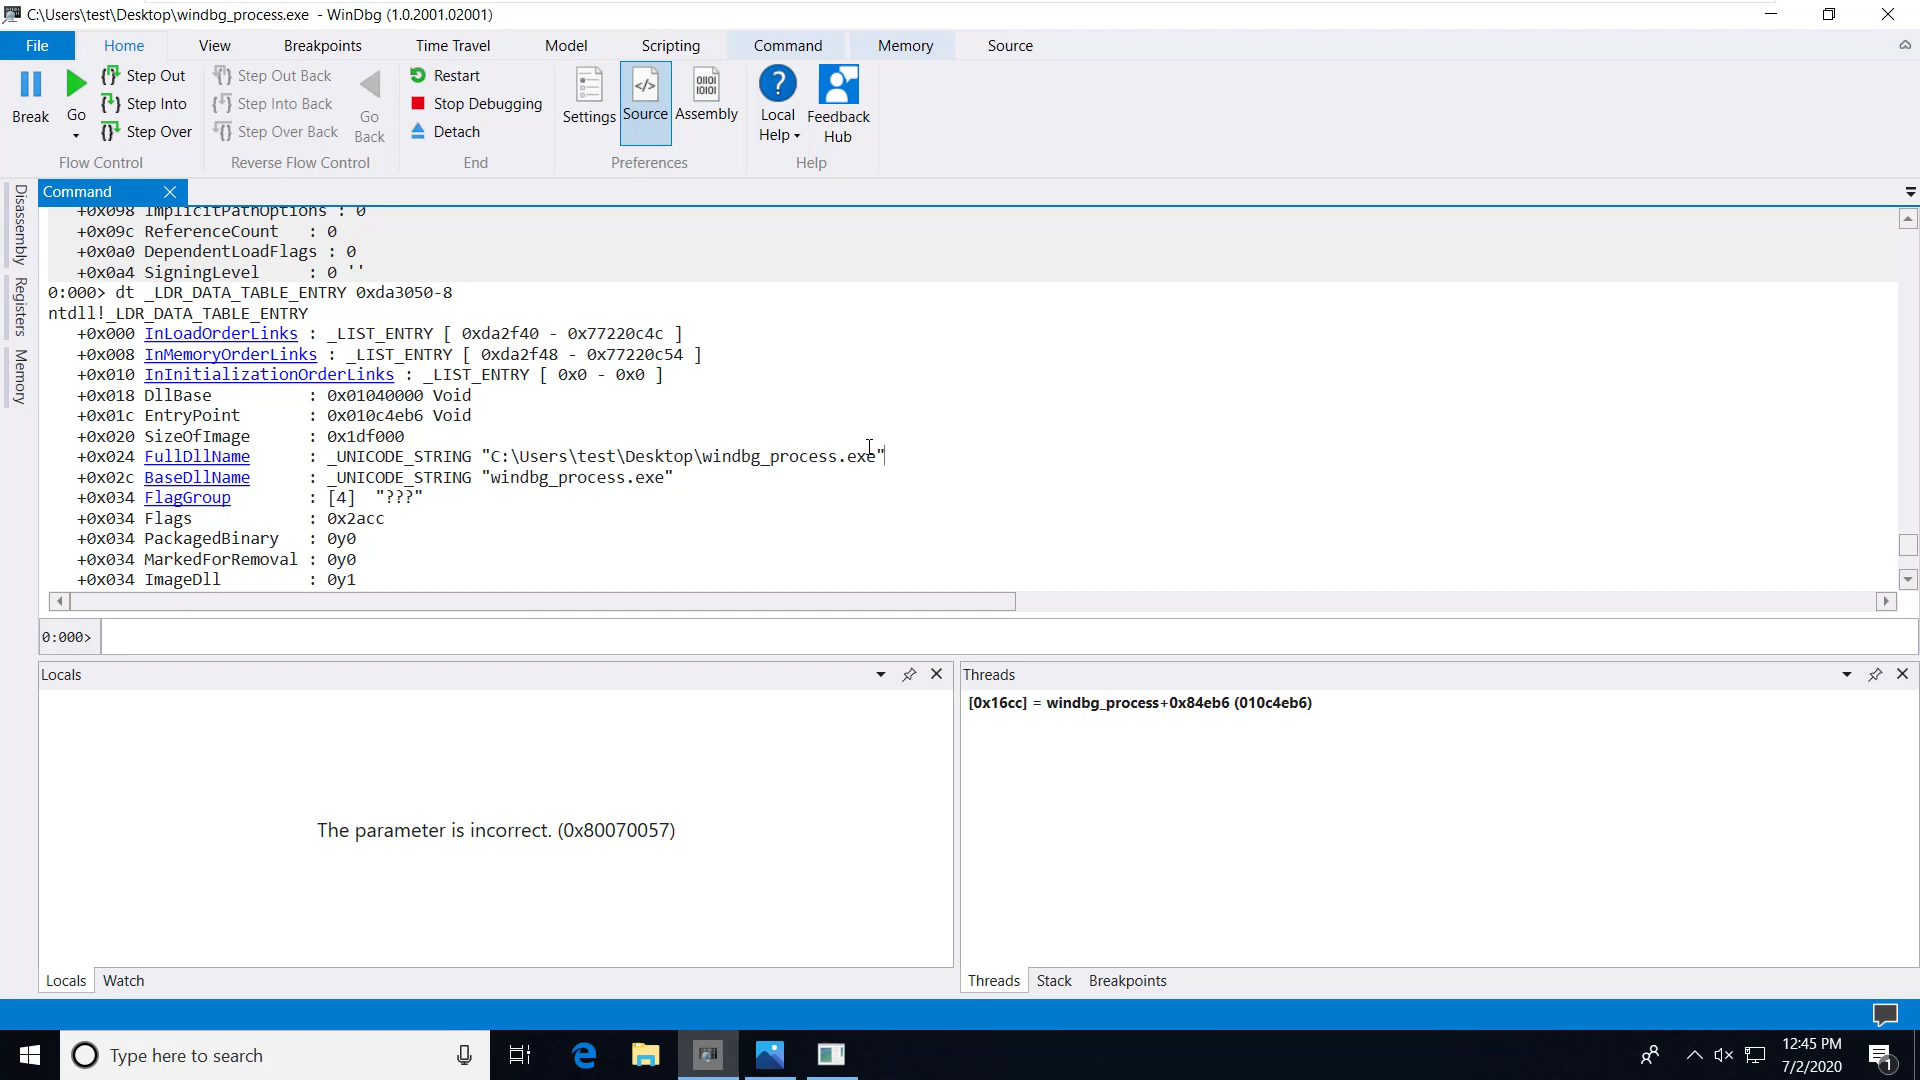 C:\Users\test\Desktop\windbg_process.exe - WinDbg (1.0.2001.02001)
File Home View Breakpoints Time Travel Model Scripting Command Memory Source
Break
Go
Step Out
Step Into
Step Over
Flow Control
Step Out Back
Step Into Back
Step Over Back
Go
Back
Reverse Flow Control
Restart
Stop Debugging
Detach
End
Settings
Source
Assembly
Preferences
Local
Help
Feedback
Hub
Help
Disassembly
Registers
Memory
Command
+0x098 ImplicitPathOptions : 0
+0x09c ReferenceCount : 0
+0x0a0 DependentLoadFlags : 0
+0x0a4 SigningLevel : 0 ''
0:000> dt _LDR_DATA_TABLE_ENTRY 0xda3050-8
ntdll!_LDR_DATA_TABLE_ENTRY
+0x000 InLoadOrderLinks : _LIST_ENTRY [ 0xda2f40 - 0x77220c4c ]
+0x008 InMemoryOrderLinks : _LIST_ENTRY [ 0xda2f48 - 0x77220c54 ]
+0x010 InInitializationOrderLinks : _LIST_ENTRY [ 0x0 - 0x0 ]
+0x018 DllBase : 0x01040000 Void
+0x01c EntryPoint : 0x010c4eb6 Void
+0x020 SizeOfImage : 0x1df000
+0x024 FullDllName : _UNICODE_STRING "C:\Users\test\Desktop\windbg_process.exe"
+0x02c BaseDllName : _UNICODE_STRING "windbg_process.exe"
+0x034 FlagGroup : [4] "???"
+0x034 Flags : 0x2acc
+0x034 PackagedBinary : 0y0
+0x034 MarkedForRemoval : 0y0
+0x034 ImageDll : 0y1
0:000>
Locals
The parameter is incorrect. (0x80070057)
Locals Watch
Threads
[0x16cc] = windbg_process+0x84eb6 (010c4eb6)
Threads Stack Breakpoints
Type here to search
12:45 PM
7/2/2020
1